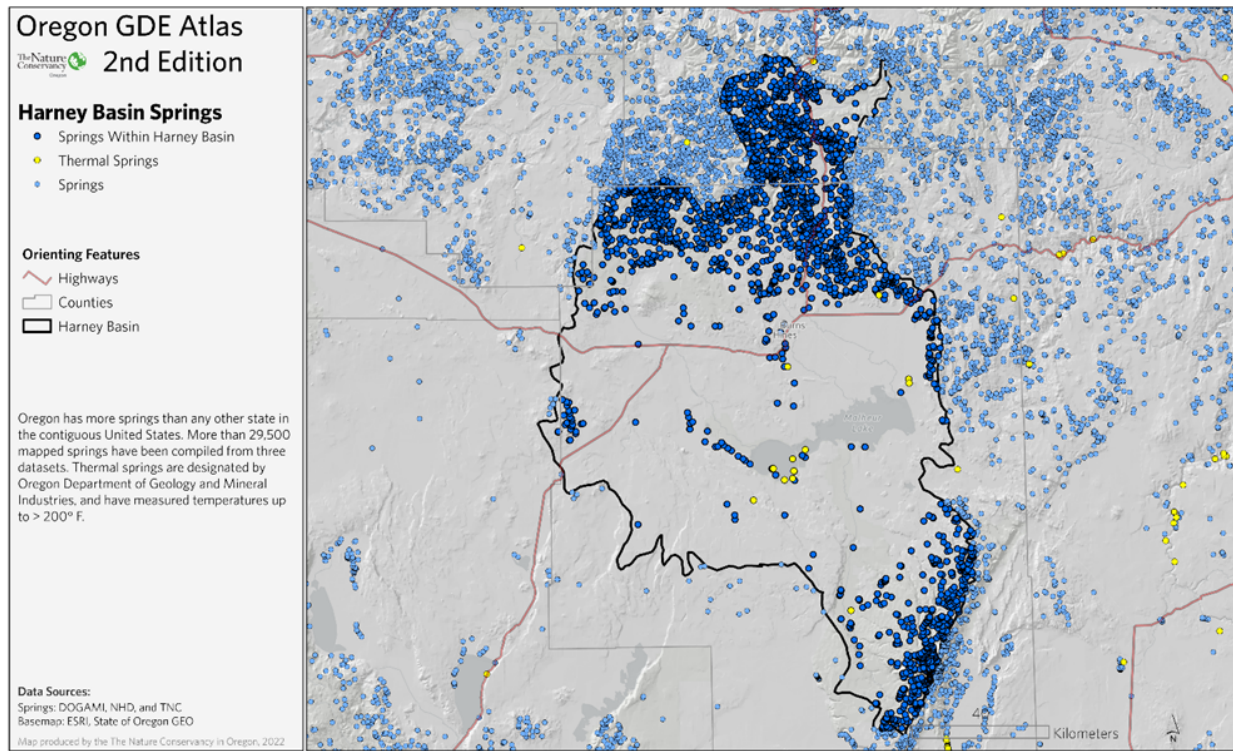 Oregon GDE Atlas
The Nature
Conservancy
Oregon
2nd Edition
Harney Basin Springs
Springs Within Harney Basin
Thermal Springs
Springs
Orienting Features
Highways
Counties
Harney Basin
Oregon has more springs than any other state in
the contiguous United States. More than 29,500
mapped springs have been compiled from three
datasets. Thermal springs are designated by
Oregon Department of Geology and Mineral
Industries, and have measured temperatures up
to > 200° F.
Data Sources:
Springs: DOGAMI, NHD, and TNC
Basemap: ESRI, State of Oregon GEO
Map produced by the The Nature Conservancy in Oregon, 2022
Malheur
Lake
Kilometers
N